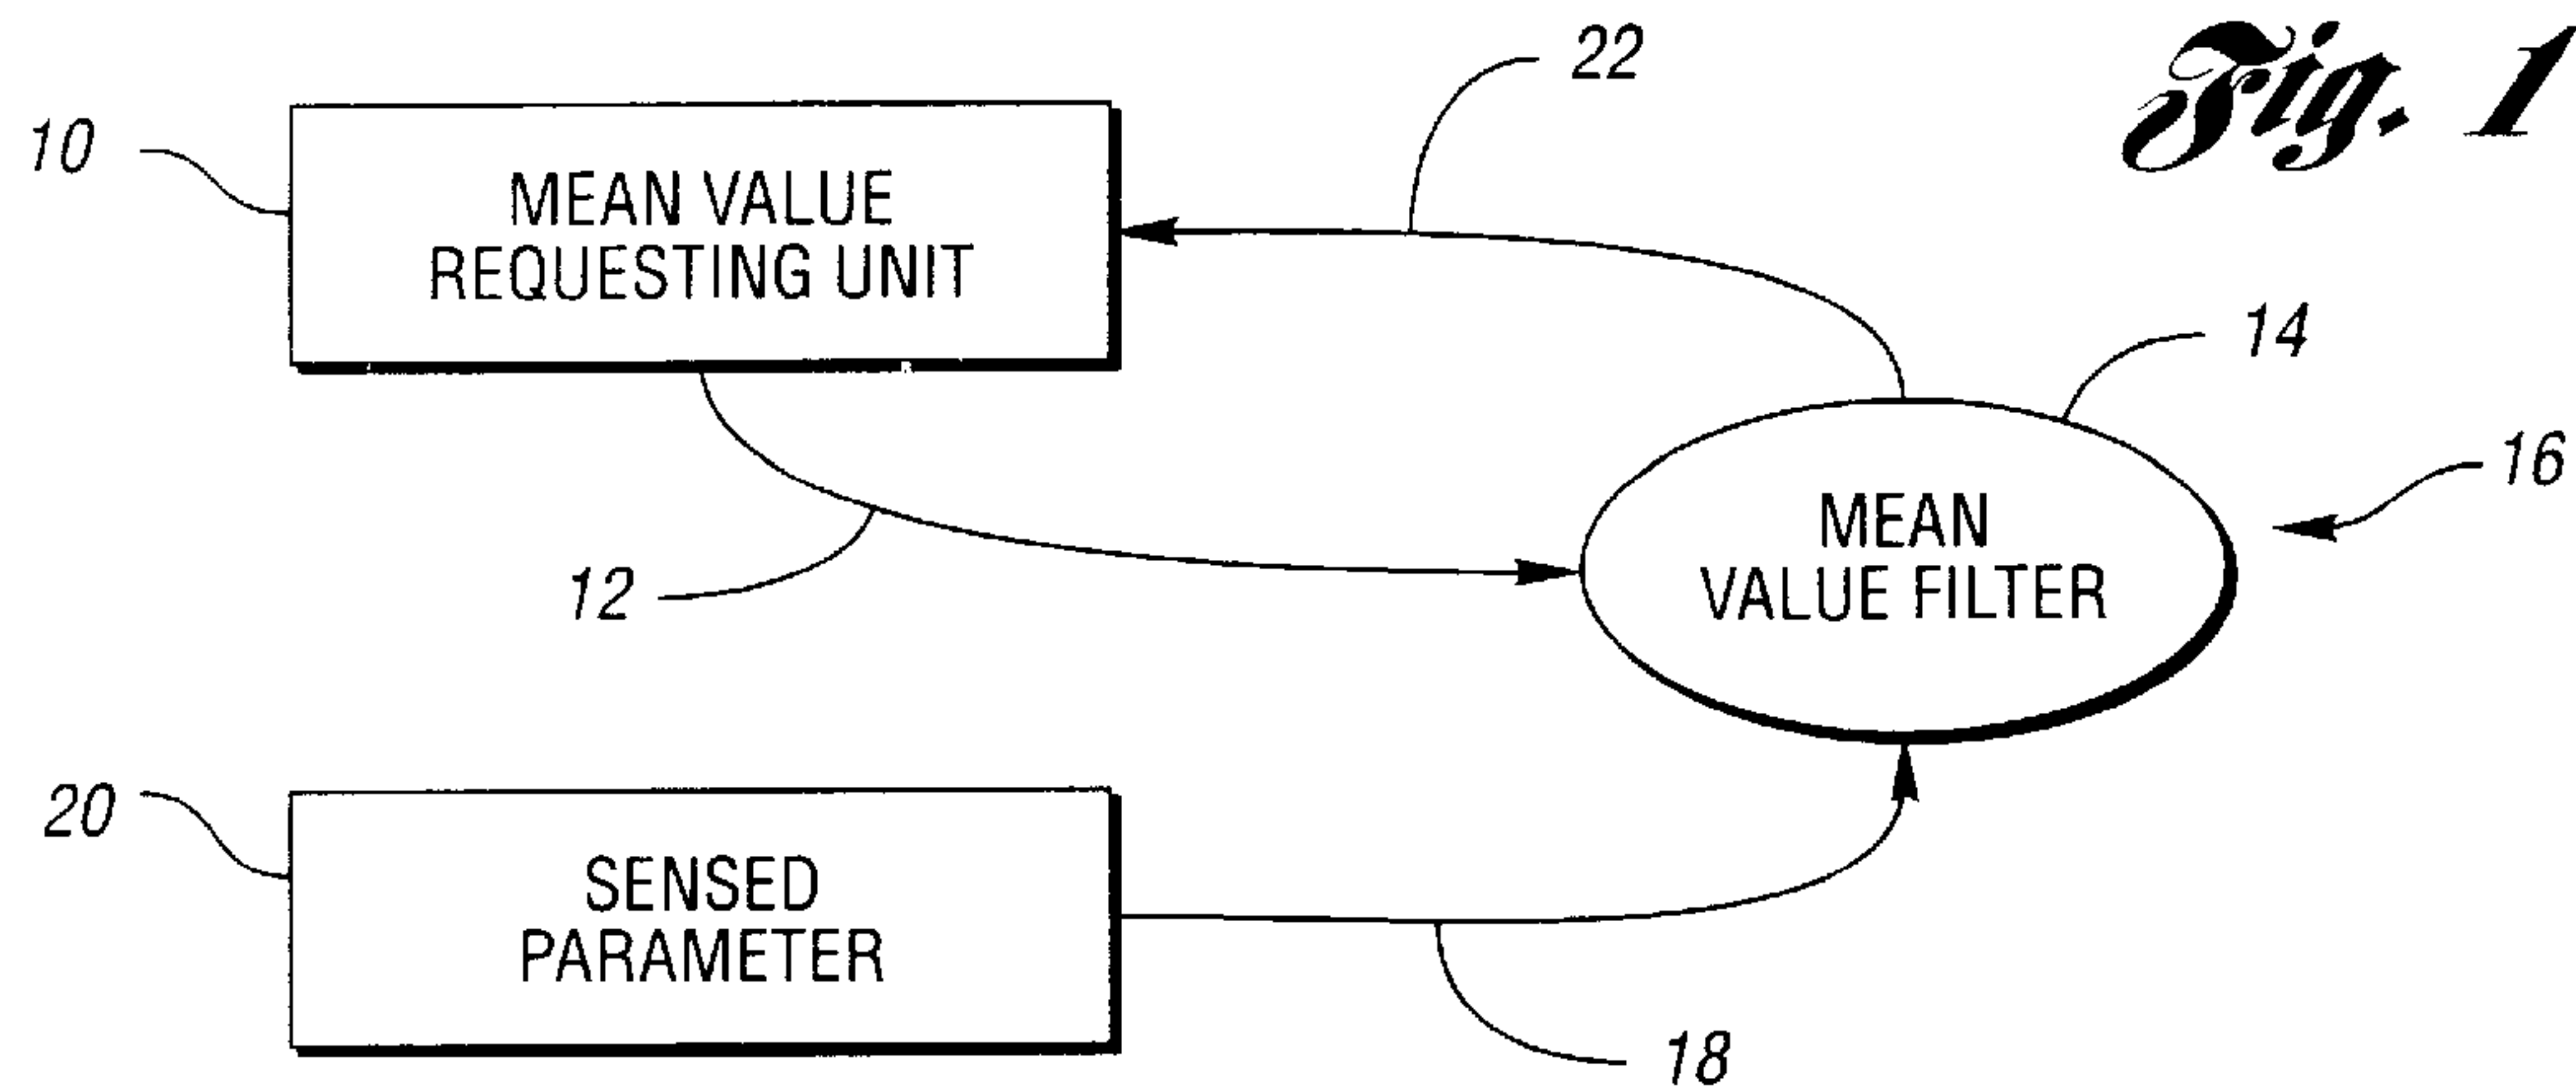 Fig. 1
22
10
MEAN VALUE
REQUESTING UNIT
14
16
MEAN
VALUE FILTER
12
20
SENSED
PARAMETER
18